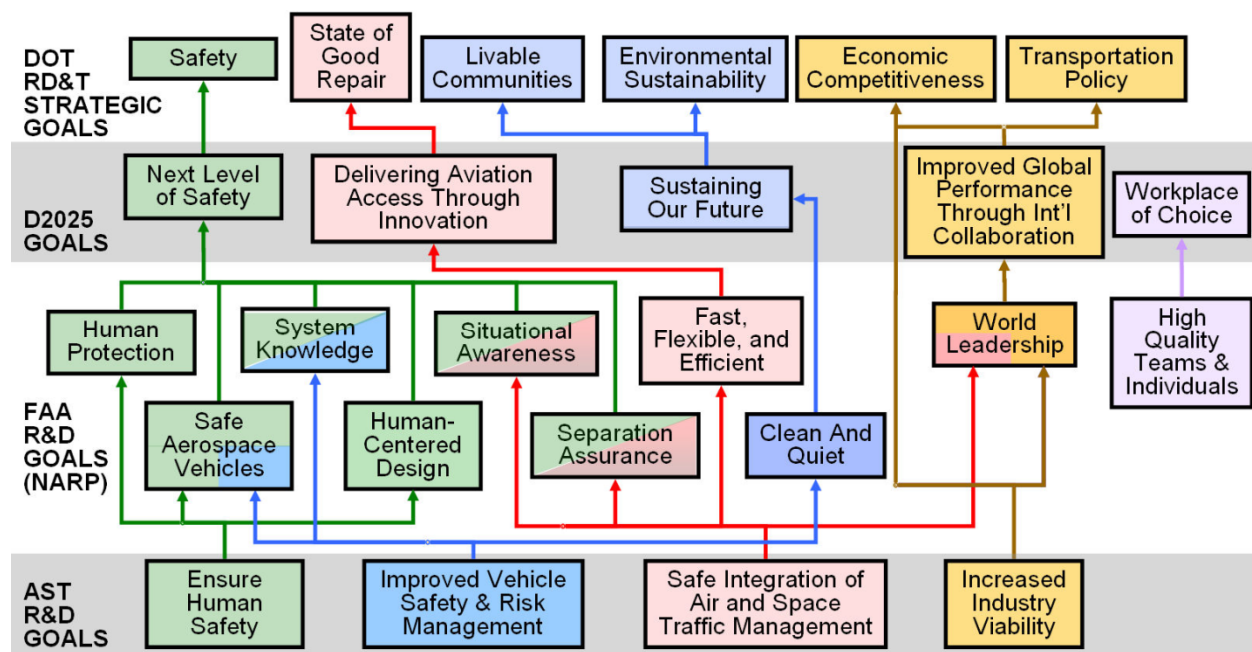 DOT
RD&T
STRATEGIC
GOALS
Safety
State of
Good
Repair
Livable
Communities
Environmental
Sustainability
Economic
Competitiveness
Transportation
Policy
D2025
GOALS
Next Level
of Safety
Delivering Aviation
Access Through
Innovation
Sustaining
Our Future
Improved Global
Performance
Through Int'l
Collaboration
Workplace
of Choice
FAA
R&D
GOALS
(NARP)
Human
Protection
System
Knowledge
Situational
Awareness
Fast,
Flexible, and
Efficient
World
Leadership
High
Quality
Teams &
Individuals
Safe
Aerospace
Vehicles
Human-
Centered
Design
Separation
Assurance
Clean And
Quiet
AST
R&D
GOALS
Ensure
Human
Safety
Improved Vehicle
Safety & Risk
Management
Safe Integration of
Air and Space
Traffic Management
Increased
Industry
Viability